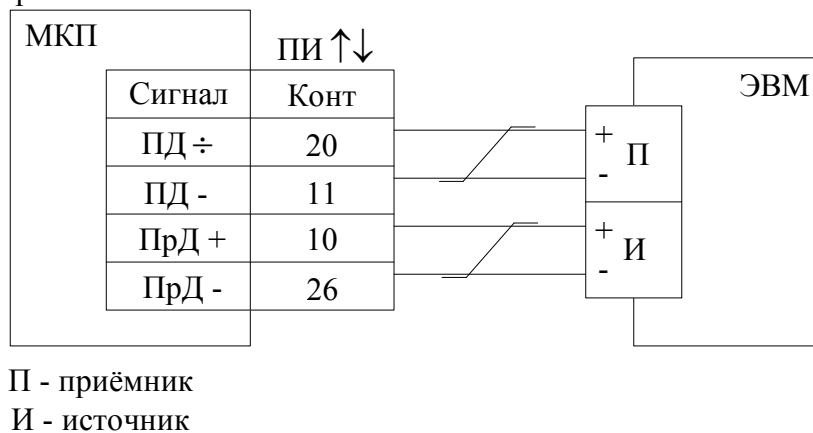 МКП
ПИ ↑↓
ЭВМ
Сигнал Конт
ПД ÷ 20
ПД - 11
ПрД + 10
ПрД - 26
+
П
-
+
И
-
П - приёмник
И - источник